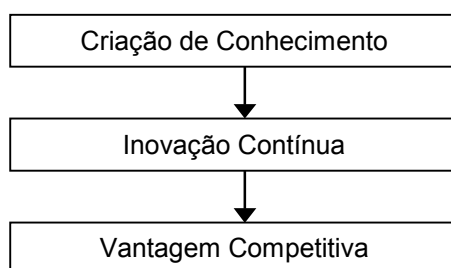 Criação de Conhecimento
Inovação Contínua
Vantagem Competitiva